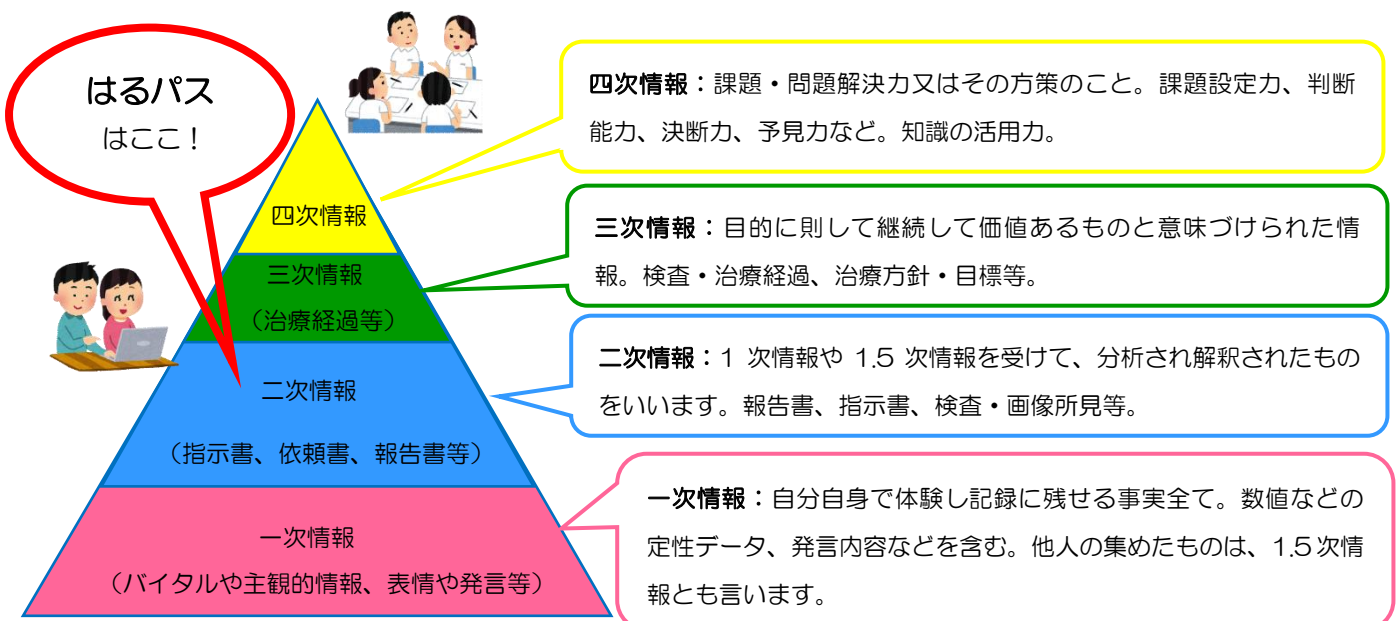 はるパス
はここ！
四次情報
三次情報
（治療経過等）
二次情報
（指示書、依頼書、報告書等）
一次情報
（バイタルや主観的情報、表情や発言等）
四次情報：課題・問題解決力又はその方策のこと。課題設定力、判断
能力、決断力、予見力など。知識の活用力。
三次情報：目的に則して継続して価値あるものと意味づけられた情
報。検査・治療経過、治療方針・目標等。
二次情報：1 次情報や 1.5 次情報を受けて、分析され解釈されたもの
をいいます。報告書、指示書、検査・画像所見等。
一次情報：自分自身で体験し記録に残せる事実全て。数値などの
定性データ、発言内容などを含む。他人の集めたものは、1.5次情
報とも言います。